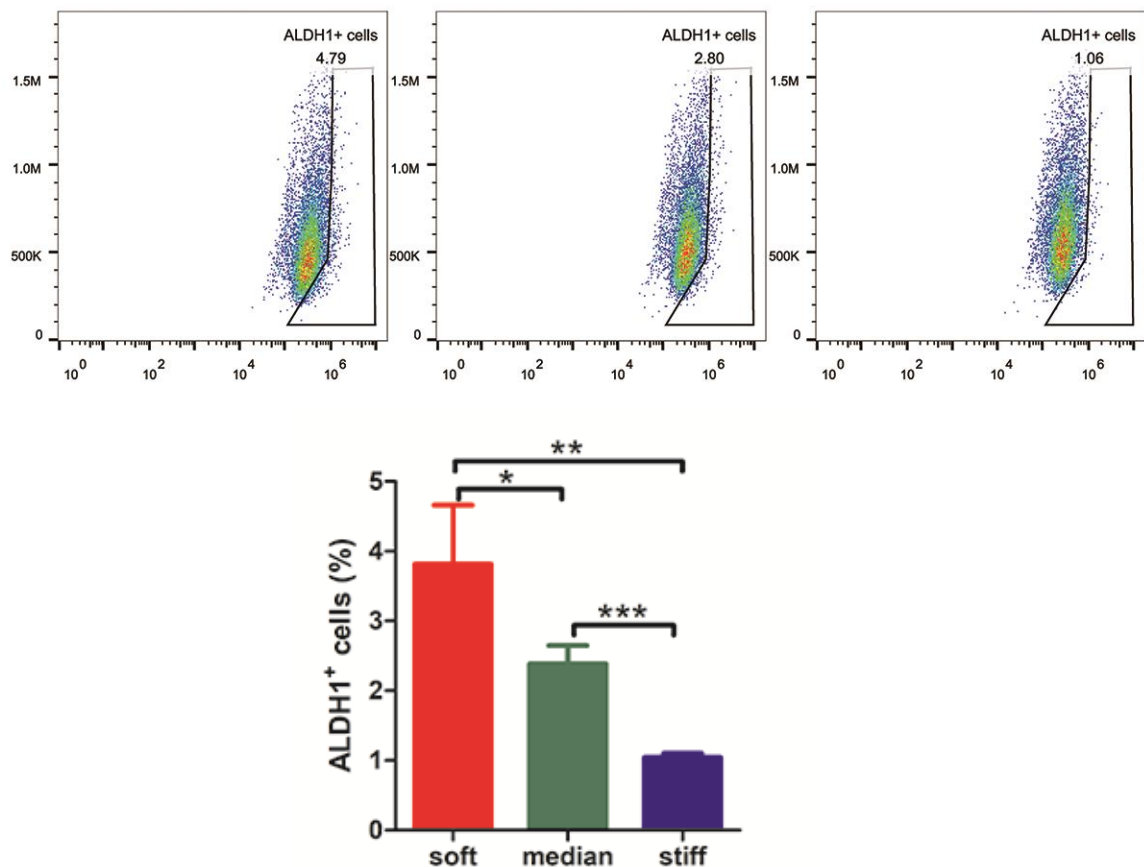 ALDH1+ cells
4.79
1.5M
1.0M
500K
0
10^0 10^2 10^4 10^6
ALDH1+ cells
2.80
1.5M
1.0M
500K
0
10^0 10^2 10^4 10^6
ALDH1+ cells
1.06
1.5M
1.0M
500K
0
10^0 10^2 10^4 10^6
**
*
***
ALDH1⁺ cells (%)
5
4
3
2
1
0
soft median stiff